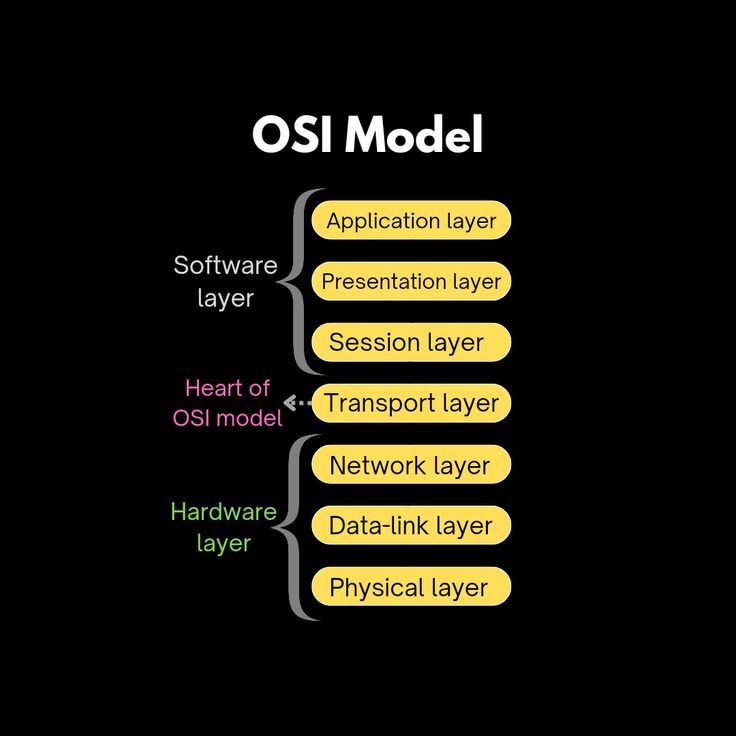 OSI Model
Software
layer
Application layer
Presentation layer
Session layer
Heart of
OSI model
Transport layer
Hardware
layer
Network layer
Data-link layer
Physical layer